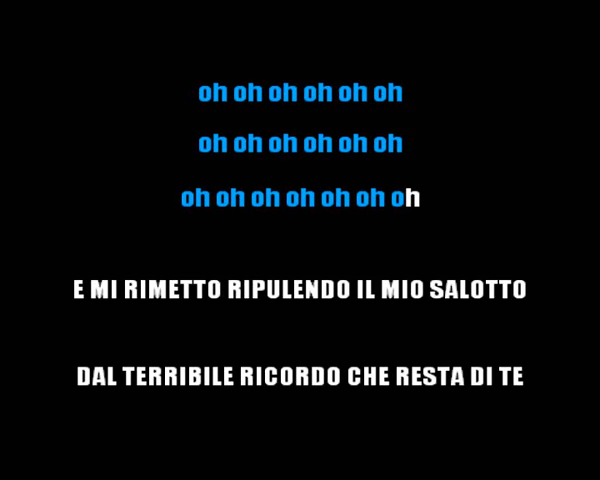 oh oh oh oh oh oh
oh oh oh oh oh oh
oh oh oh oh oh oh oh
E MI RIMETTO RIPULENDO IL MIO SALOTTO
DAL TERRIBILE RICORDO CHE RESTA DI TE